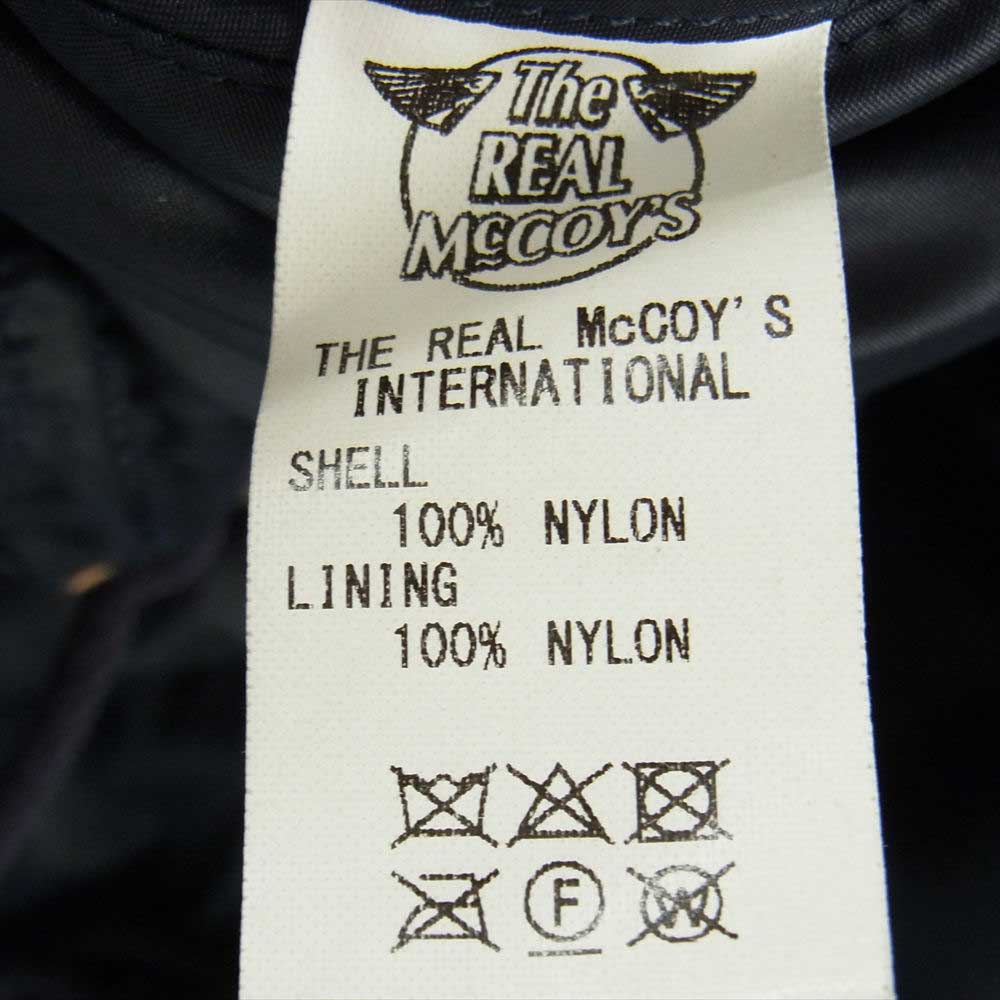 The
REAL
McCOY'S
THE REAL McCOY'S
INTERNATIONAL
SHELL
100% NYLON
LINING
100% NYLON
F
W